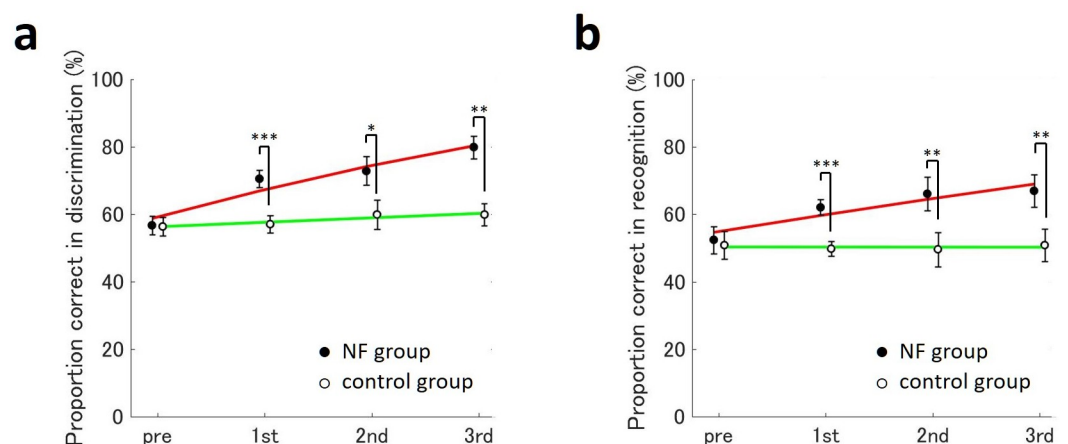 a
Proportion correct in discrimination (%)
100
80
60
40
20
0
***
*
**
NF group
control group
pre 1st 2nd 3rd
b
Proportion correct in recognition (%)
100
80
60
40
20
0
***
**
**
NF group
control group
pre 1st 2nd 3rd